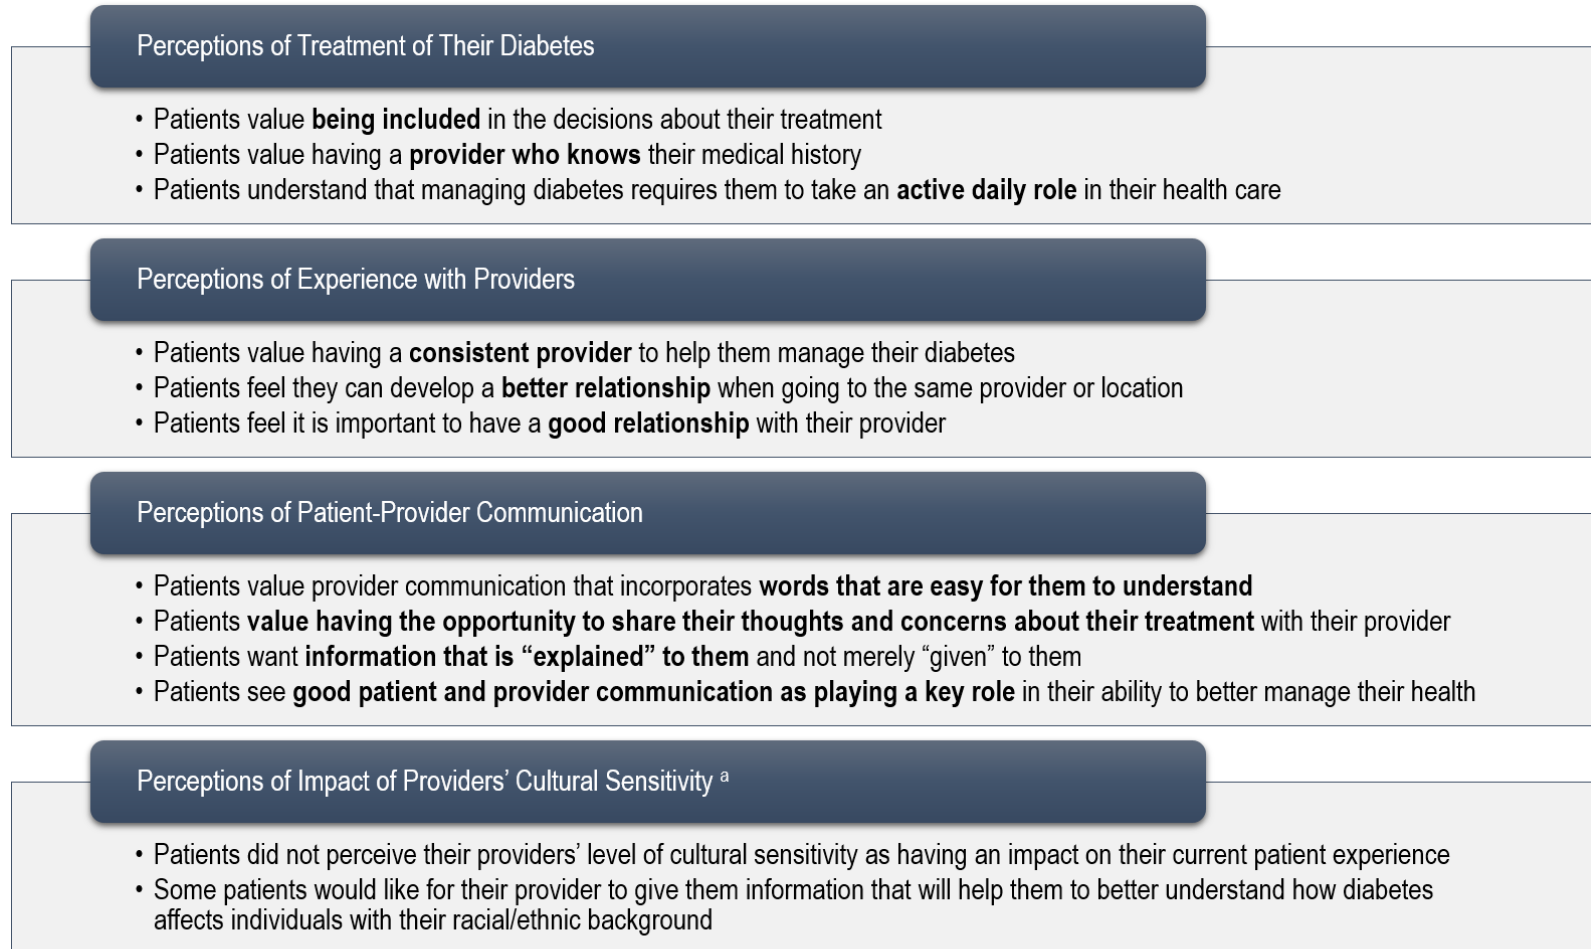 Perceptions of Treatment of Their Diabetes
• Patients value being included in the decisions about their treatment
• Patients value having a provider who knows their medical history
• Patients understand that managing diabetes requires them to take an active daily role in their health care
Perceptions of Experience with Providers
• Patients value having a consistent provider to help them manage their diabetes
• Patients feel they can develop a better relationship when going to the same provider or location
• Patients feel it is important to have a good relationship with their provider
Perceptions of Patient-Provider Communication
• Patients value provider communication that incorporates words that are easy for them to understand
• Patients value having the opportunity to share their thoughts and concerns about their treatment with their provider
• Patients want information that is “explained” to them and not merely “given” to them
• Patients see good patient and provider communication as playing a key role in their ability to better manage their health
Perceptions of Impact of Providers’ Cultural Sensitivity ᵃ
• Patients did not perceive their providers’ level of cultural sensitivity as having an impact on their current patient experience
• Some patients would like for their provider to give them information that will help them to better understand how diabetes
affects individuals with their racial/ethnic background